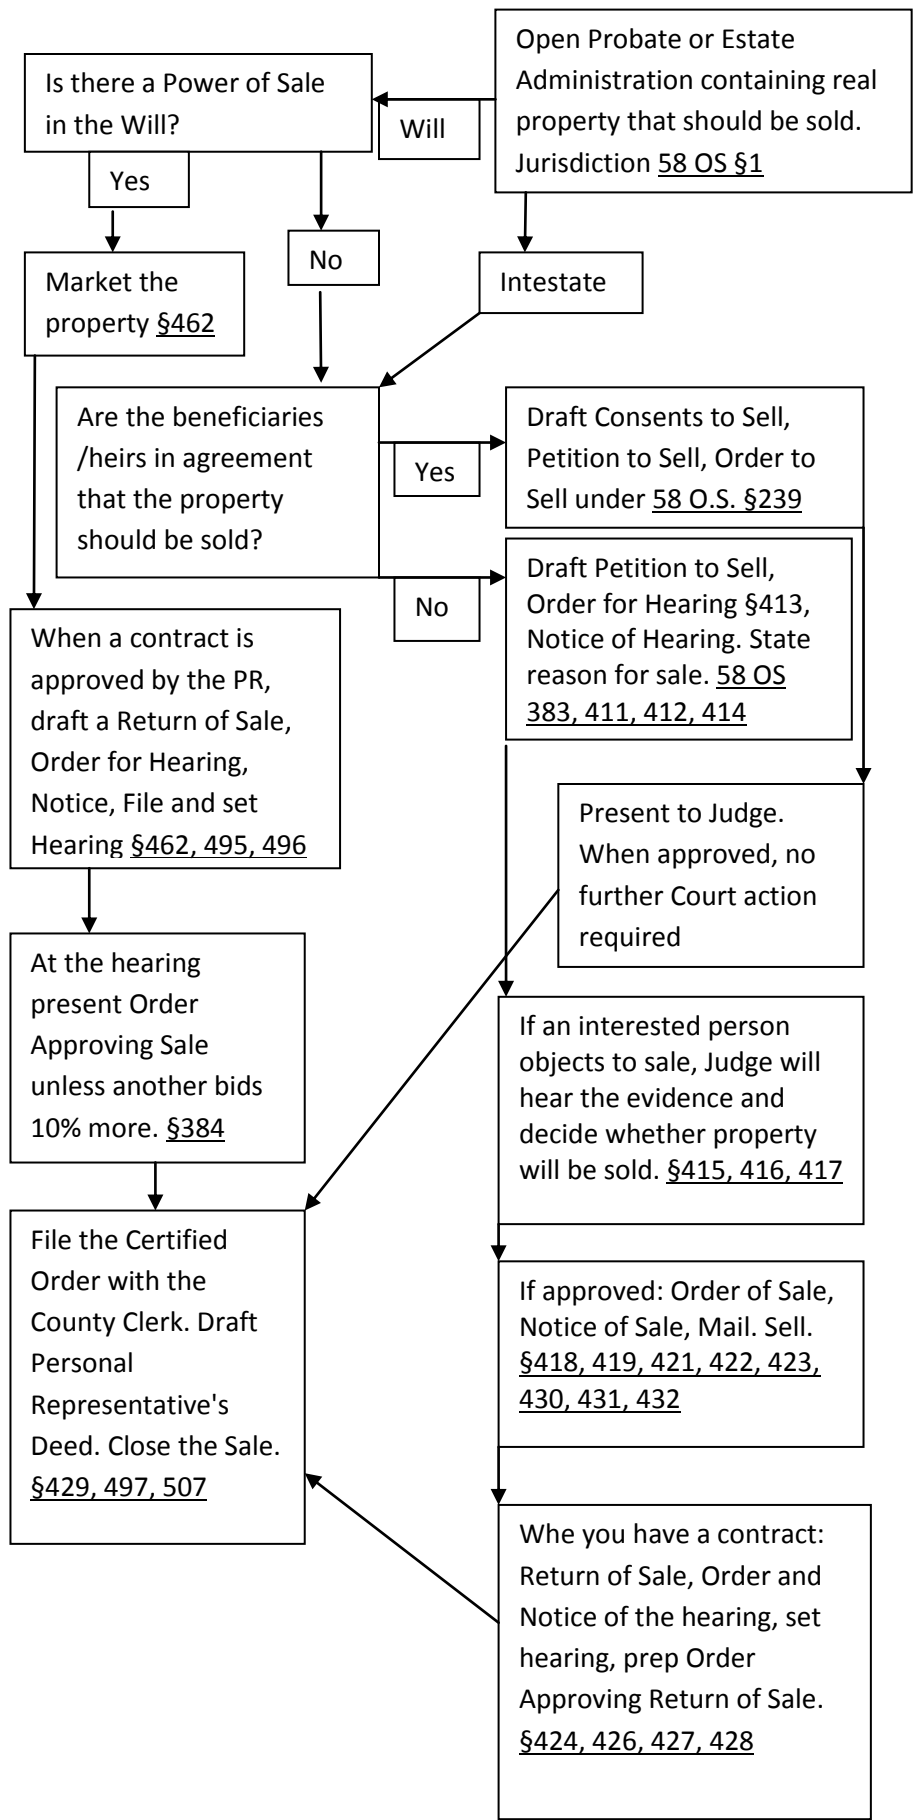 Open Probate or Estate
Administration containing real
property that should be sold.
Jurisdiction 58 OS §1
Is there a Power of Sale
in the Will?
Will
Yes
No
Intestate
Market the
property §462
Are the beneficiaries
/heirs in agreement
that the property
should be sold?
Yes
No
Draft Consents to Sell,
Petition to Sell, Order to
Sell under 58 O.S. §239
Draft Petition to Sell,
Order for Hearing §413,
Notice of Hearing. State
reason for sale. 58 OS
383, 411, 412, 414
When a contract is
approved by the PR,
draft a Return of Sale,
Order for Hearing,
Notice, File and set
Hearing §462, 495, 496
Present to Judge.
When approved, no
further Court action
required
At the hearing
present Order
Approving Sale
unless another bids
10% more. §384
If an interested person
objects to sale, Judge will
hear the evidence and
decide whether property
will be sold. §415, 416, 417
File the Certified
Order with the
County Clerk. Draft
Personal
Representative's
Deed. Close the Sale.
§429, 497, 507
If approved: Order of Sale,
Notice of Sale, Mail. Sell.
§418, 419, 421, 422, 423,
430, 431, 432
Whe you have a contract:
Return of Sale, Order and
Notice of the hearing, set
hearing, prep Order
Approving Return of Sale.
§424, 426, 427, 428